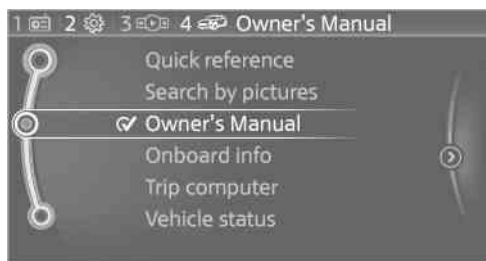 1 2 3 4 Owner's Manual
Quick reference
Search by pictures
Owner's Manual
Onboard info
Trip computer
Vehicle status